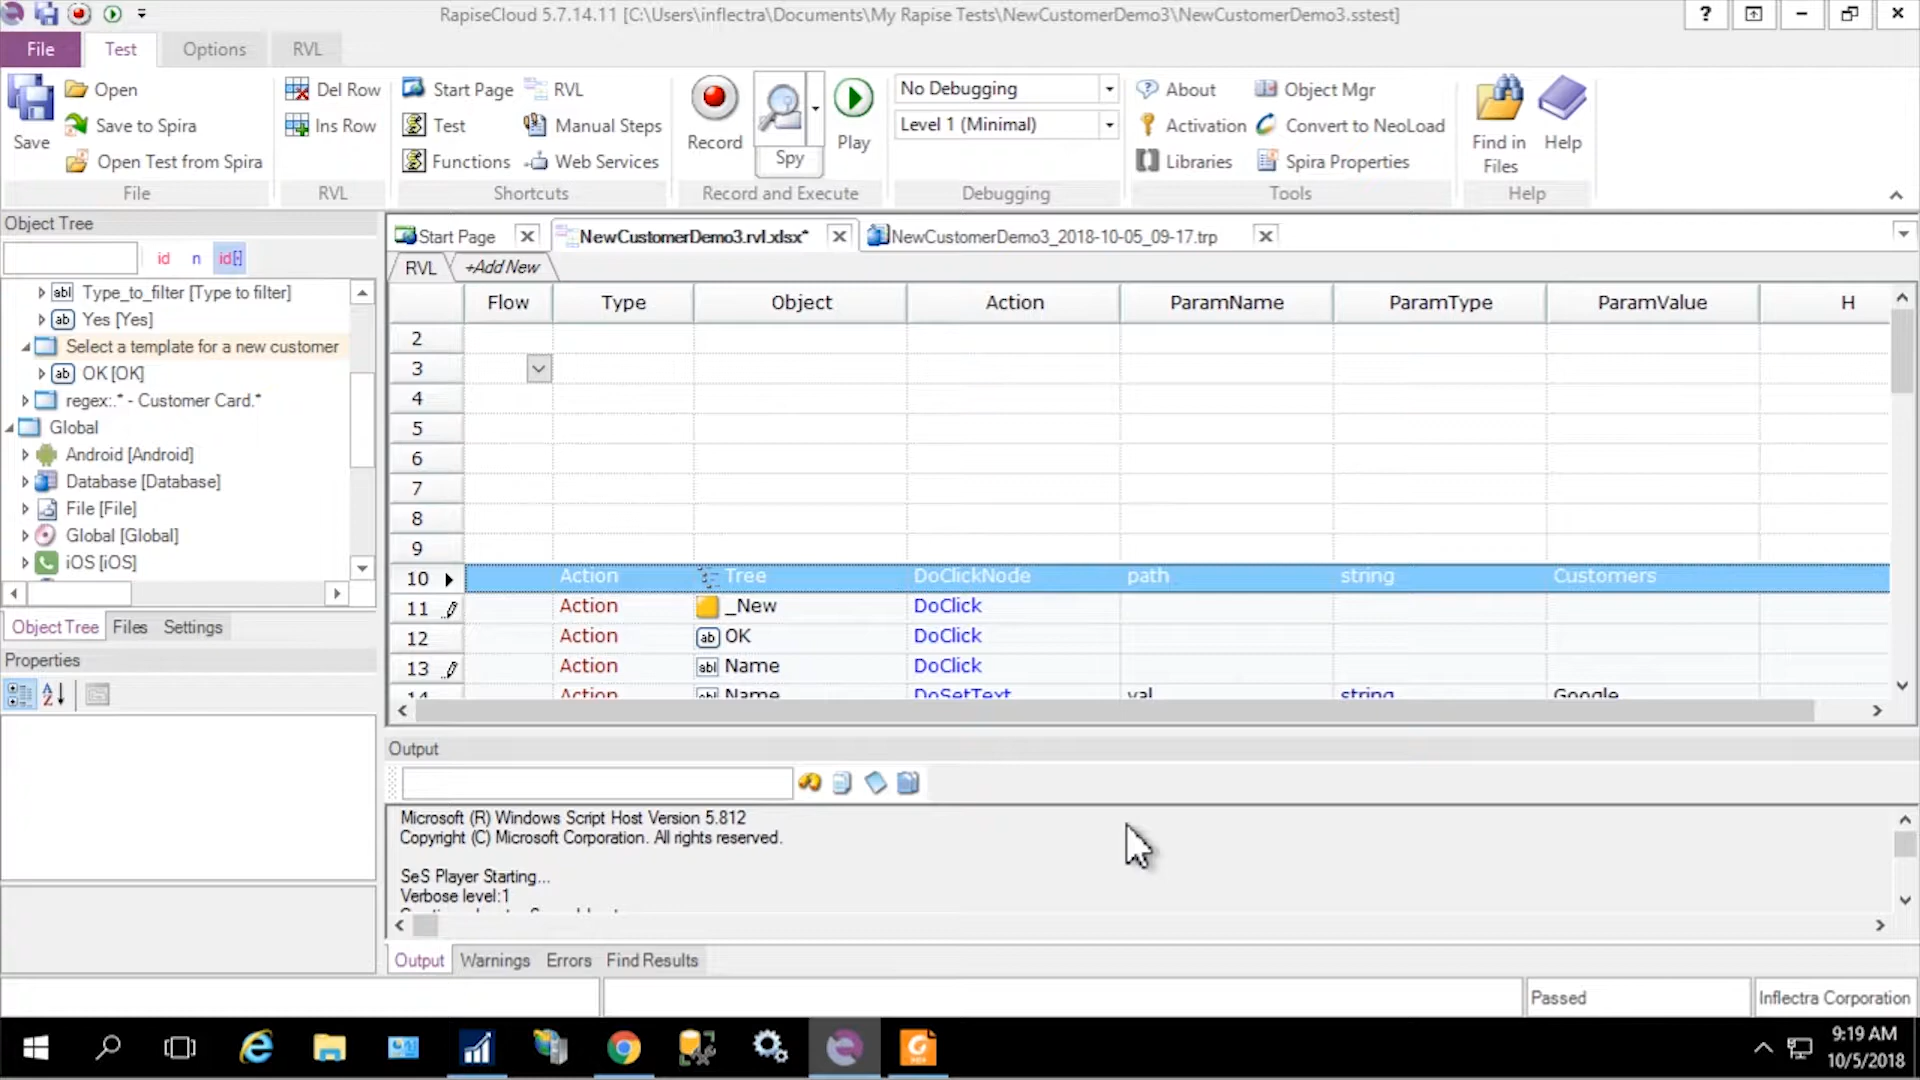 RapiseCloud 5.7.14.11 [C:\Users\inflectra\Documents\My Rapise Tests\NewCustomerDemo3\NewCustomerDemo3.sstest]
?
File Test Options RVL
Save
Open
Save to Spira
Open Test from Spira
File
Del Row
Ins Row
RVL
Start Page RVL
Test Manual Steps
Functions Web Services
Shortcuts
Record Spy Play
Record and Execute
No Debugging
Level 1 (Minimal)
Debugging
About Object Mgr
Activation Convert to NeoLoad
Libraries Spira Properties
Tools
Find in
Files
Help
Help
Object Tree
id n id[·]
Type_to_filter [Type to filter]
Yes [Yes]
Select a template for a new customer
OK [OK]
regex:.* - Customer Card.*
Global
Android [Android]
Database [Database]
File [File]
Global [Global]
iOS [iOS]
Object Tree Files Settings
Properties
Start Page NewCustomerDemo3.rvl.xlsx* NewCustomerDemo3_2018-10-05_09-17.trp
RVL +Add New
Flow Type Object Action ParamName ParamType ParamValue H
2
3
4
5
6
7
8
9
10 Action Tree DoClickNode path string Customers
11 Action _New DoClick
12 Action OK DoClick
13 Action Name DoClick
14 Action Name DoSetText val string Google
Output
Microsoft (R) Windows Script Host Version 5.812
Copyright (C) Microsoft Corporation. All rights reserved.
SeS Player Starting...
Verbose level:1
Output Warnings Errors Find Results
Passed Inflectra Corporation
9:19 AM
10/5/2018